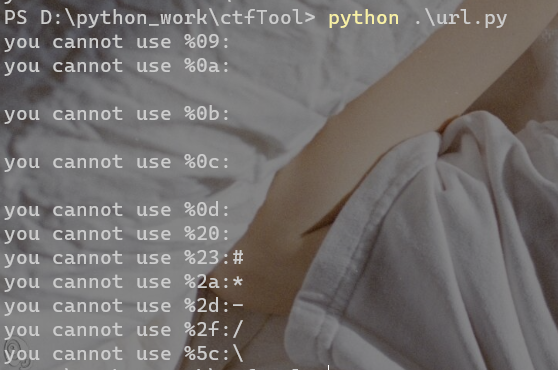 PS D:\python_work\ctfTool> python .\url.py
you cannot use %09:
you cannot use %0a:
you cannot use %0b:
you cannot use %0c:
you cannot use %0d:
you cannot use %20:
you cannot use %23:#
you cannot use %2a:*
you cannot use %2d:-
you cannot use %2f:/
you cannot use %5c:\